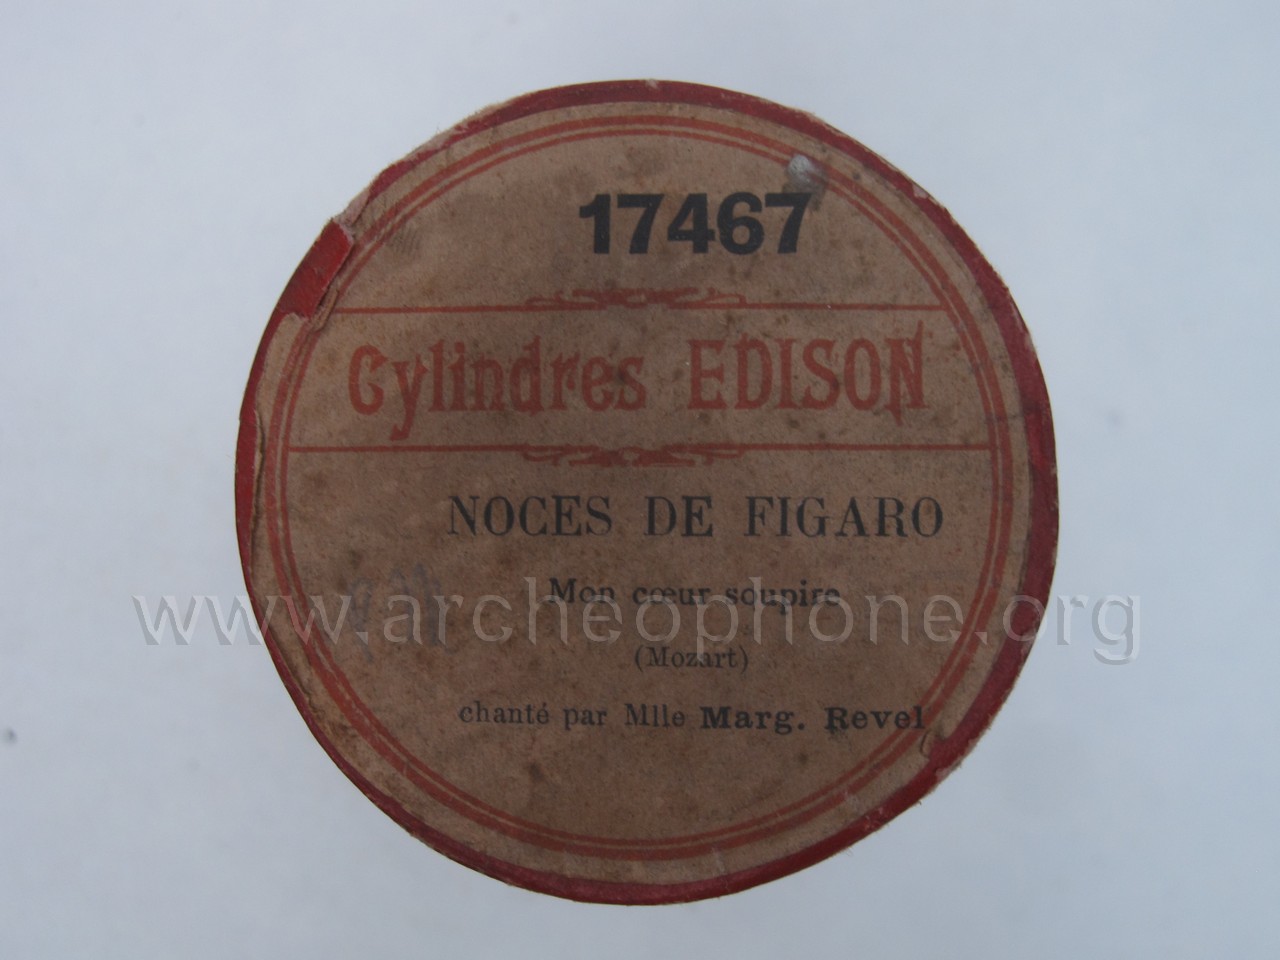 17467
Cylindres EDISON
NOCES DE FIGARO
Mon cœur soupire
www.archeophone.org
(Mozart)
chanté par Mlle Marg. Revel